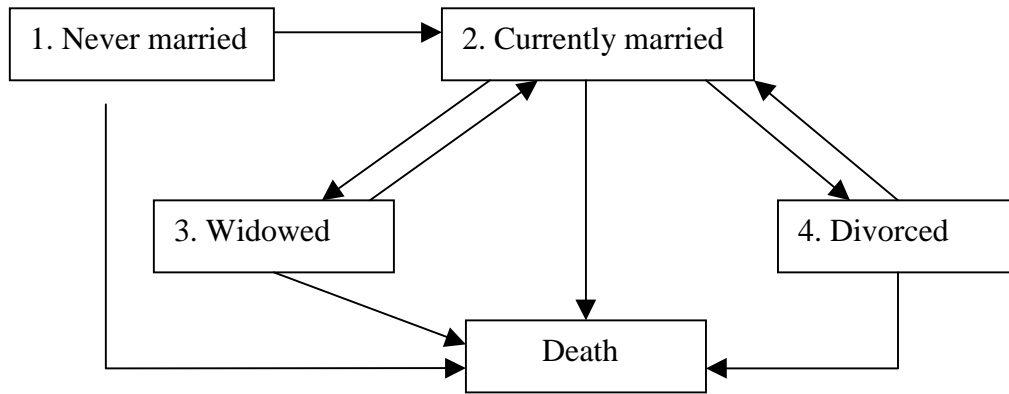 1. Never married
2. Currently married
3. Widowed
4. Divorced
Death